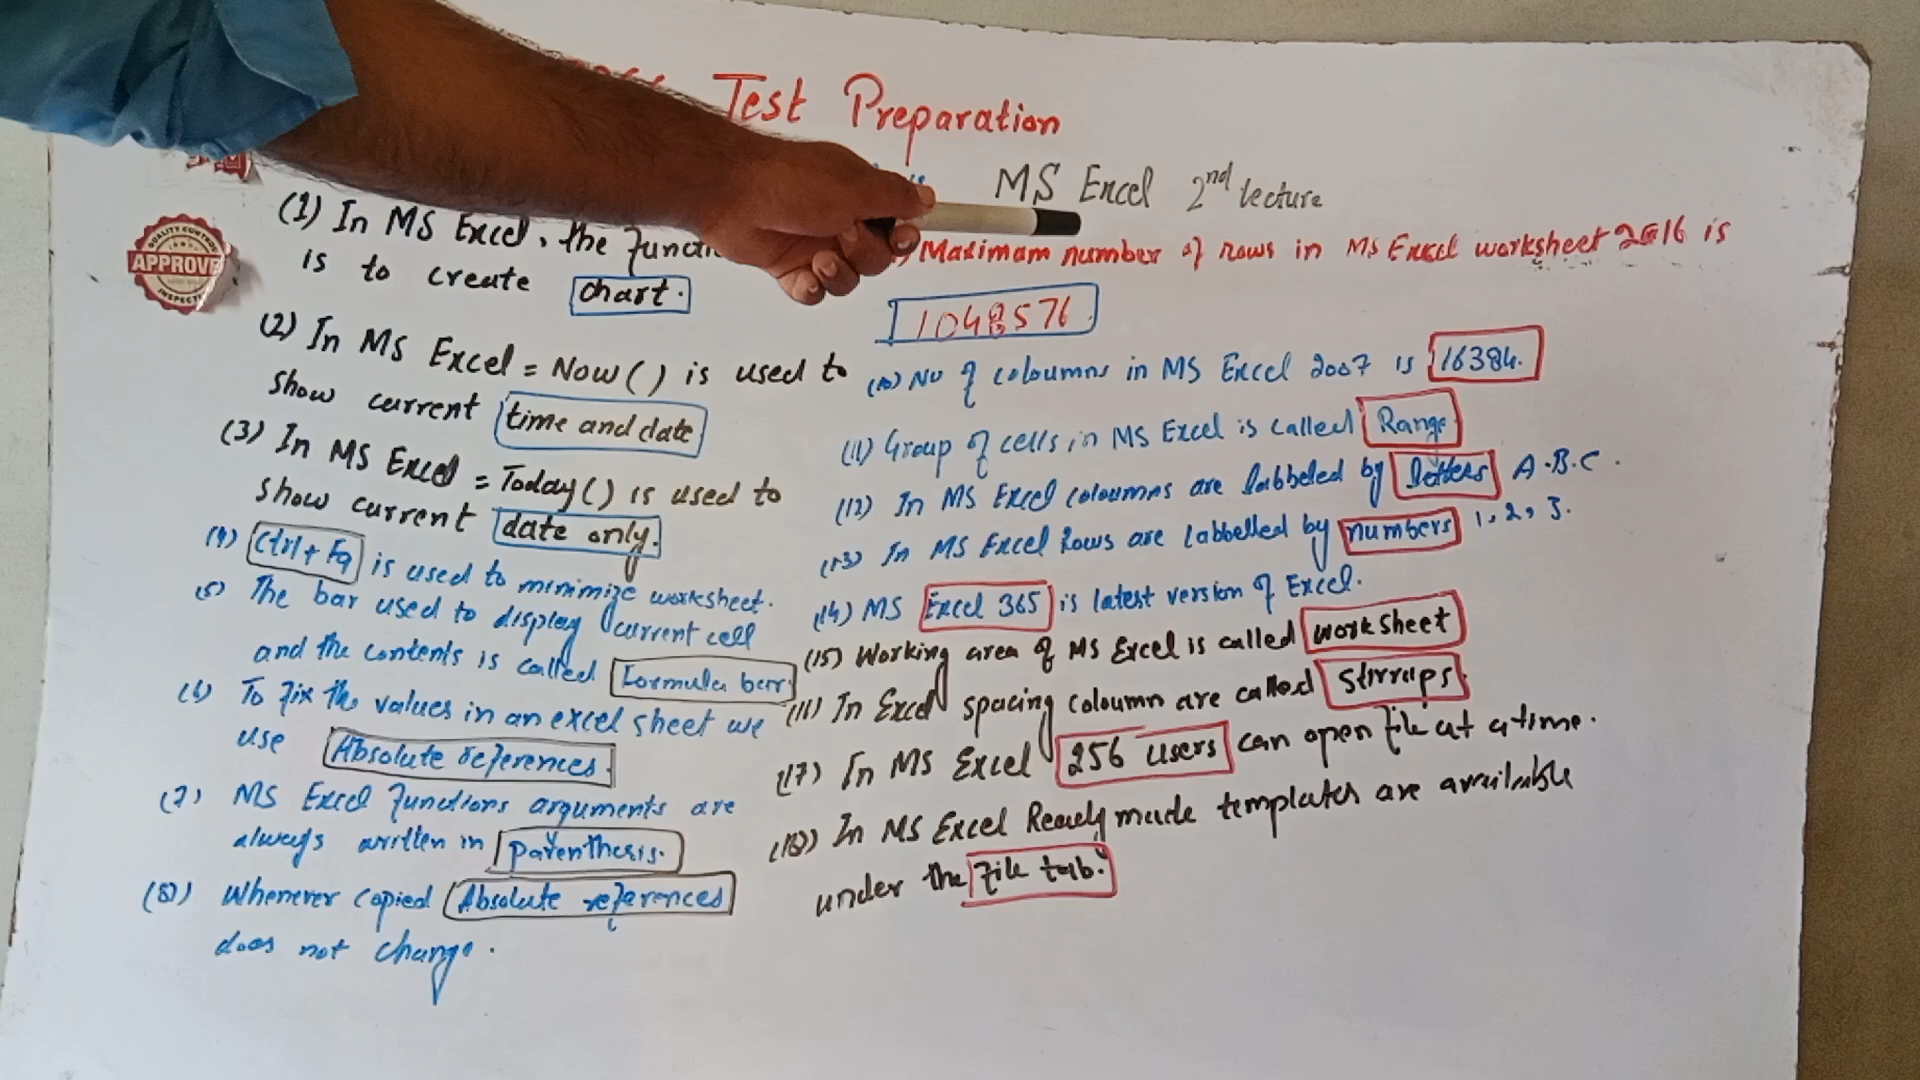 Test Preparation
MS Excel 2nd lecture
QUALITY CONTROL
APPROVE
INSPECT
(1) In MS Excel, the functi
is to create chart.
(2) In MS Excel = Now() is used to
show current time and date
(3) In MS Excel = Today() is used to
show current date only.
(4) Ctrl + F9 is used to minimize worksheet.
(5) The bar used to display current cell
and the contents is called Formula bar.
(6) To fix the values in an excel sheet we
use Absolute references.
(7) MS Excel functions arguments are
always written in parenthesis.
(8) Whenever copied Absolute references
does not change.
) Maximam number of rows in MS Excel worksheet 2016 is
1048576
(10) No of coloumns in MS Excel 2007 is 16384.
(11) Group of cells in MS Excel is called Range
(12) In MS Excel coloumns are labbeled by letters A.B.C.
(13) In MS Excel Rows are labbelled by numbers 1,2,3.
(14) MS Excel 365 is latest version of Excel.
(15) Working area of MS Excel is called worksheet
(11) In Excel spacing coloumn are called Stirrups.
(17) In MS Excel 256 users can open file at a time.
(18) In MS Excel Ready made templates are available
under the file tab.